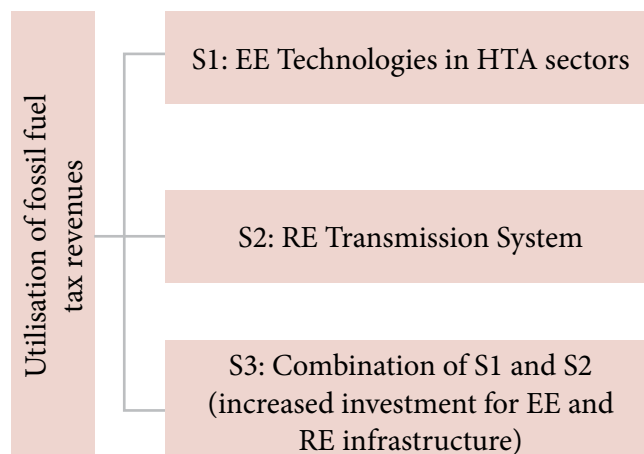 Utilisation of fossil fuel
tax revenues
S1: EE Technologies in HTA sectors
S2: RE Transmission System
S3: Combination of S1 and S2
(increased investment for EE and
RE infrastructure)